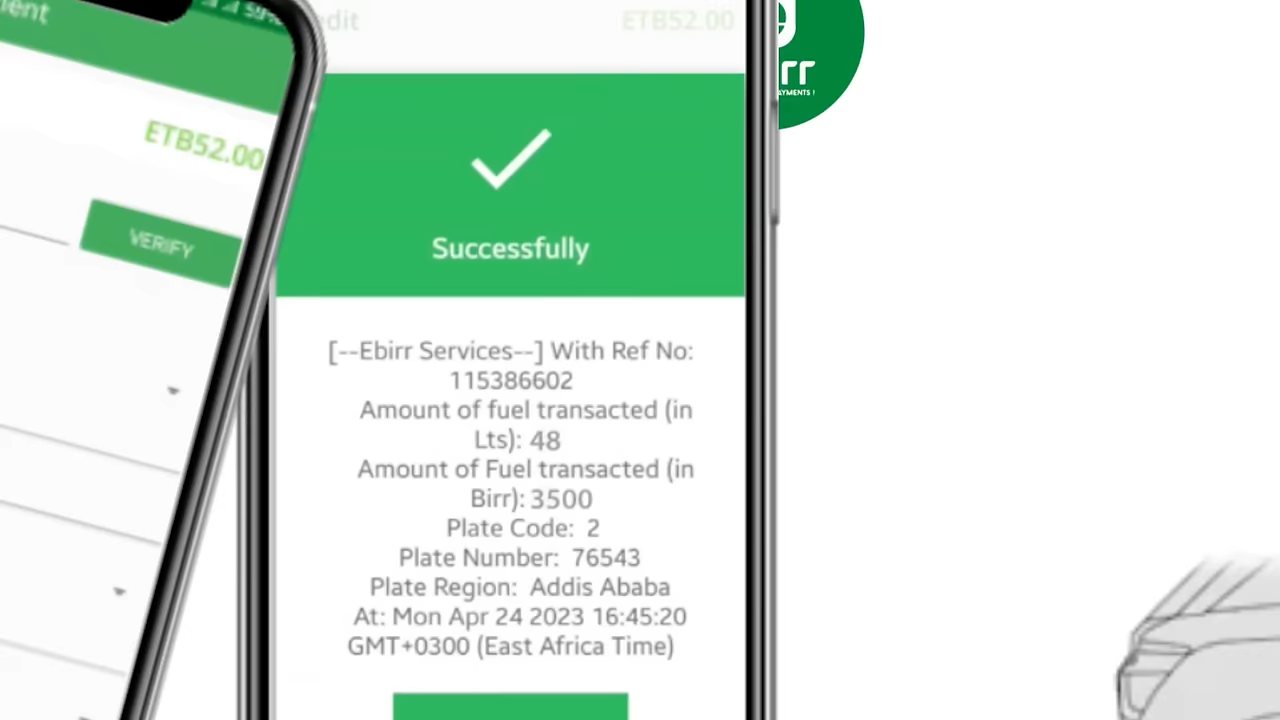 ETB52.00
VERIFY
ETB52.00
Successfully
[--Ebirr Services--] With Ref No:
115386602
Amount of fuel transacted (in
Lts): 48
Amount of Fuel transacted (in
Birr): 3500
Plate Code: 2
Plate Number: 76543
Plate Region: Addis Ababa
At: Mon Apr 24 2023 16:45:20
GMT+0300 (East Africa Time)